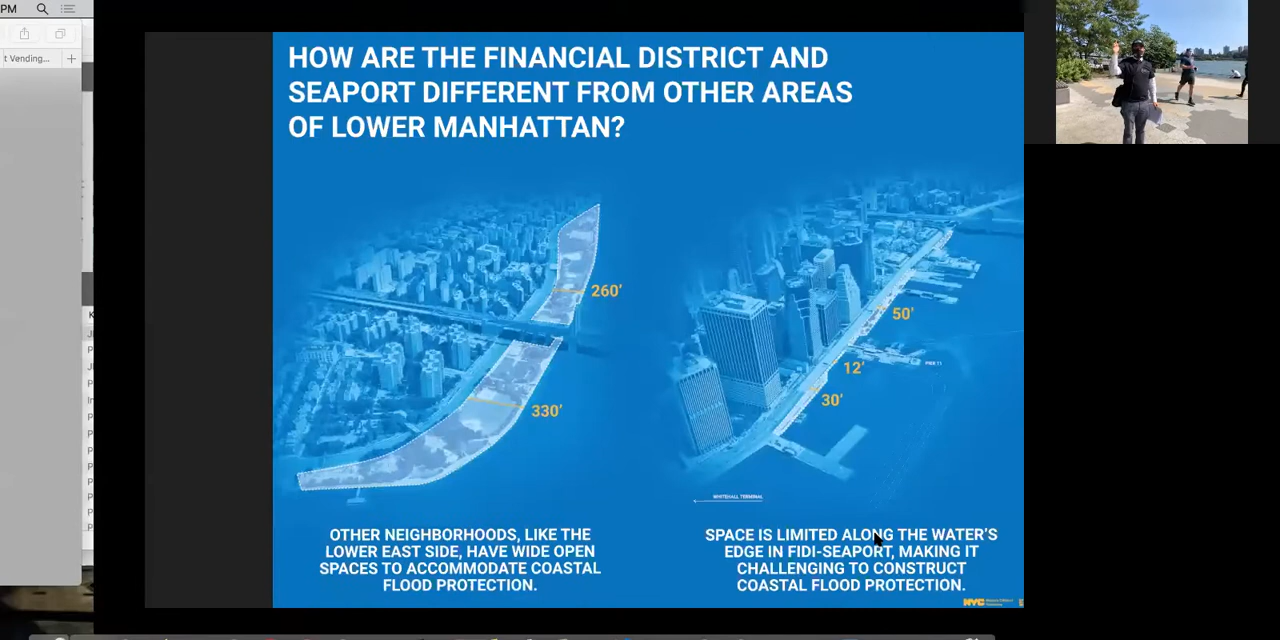 PM
t Vending...
HOW ARE THE FINANCIAL DISTRICT AND
SEAPORT DIFFERENT FROM OTHER AREAS
OF LOWER MANHATTAN?
260'
330'
50'
12'
30'
PIER 11
WHITEHALL TERMINAL
OTHER NEIGHBORHOODS, LIKE THE
LOWER EAST SIDE, HAVE WIDE OPEN
SPACES TO ACCOMMODATE COASTAL
FLOOD PROTECTION.
SPACE IS LIMITED ALONG THE WATER'S
EDGE IN FIDI-SEAPORT, MAKING IT
CHALLENGING TO CONSTRUCT
COASTAL FLOOD PROTECTION.
NYC